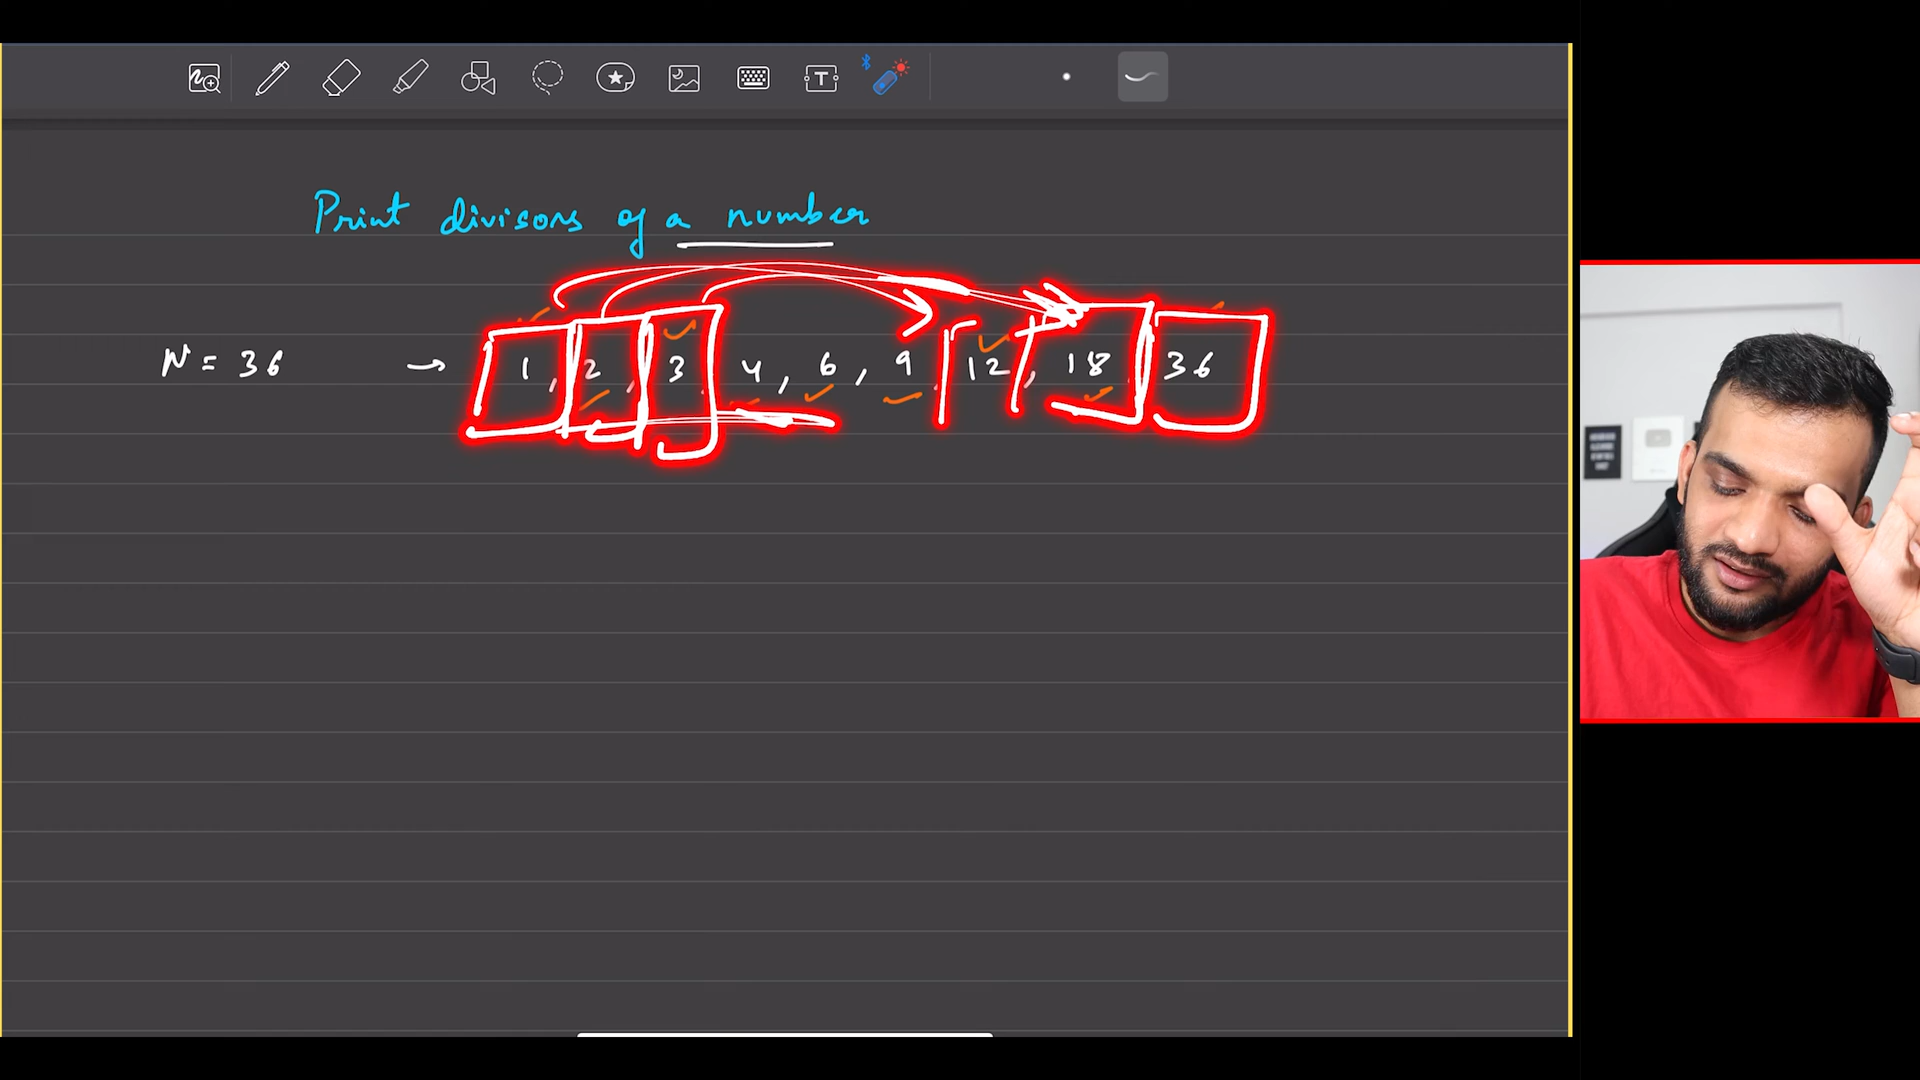 Print divisors of a number
N = 36 → 1, 2, 3, 4, 6, 9, 12, 18, 36